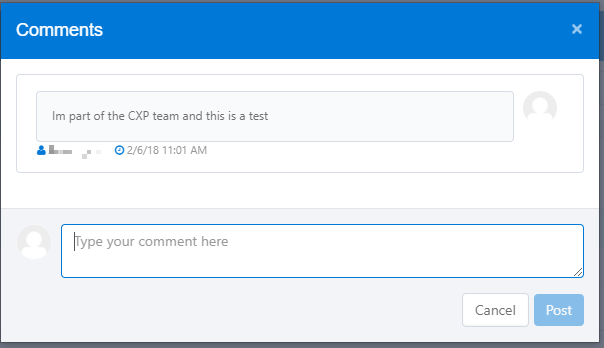 Comments
Im part of the CXP team and this is a test
2/6/18 11:01 AM
Type your comment here
Cancel
Post